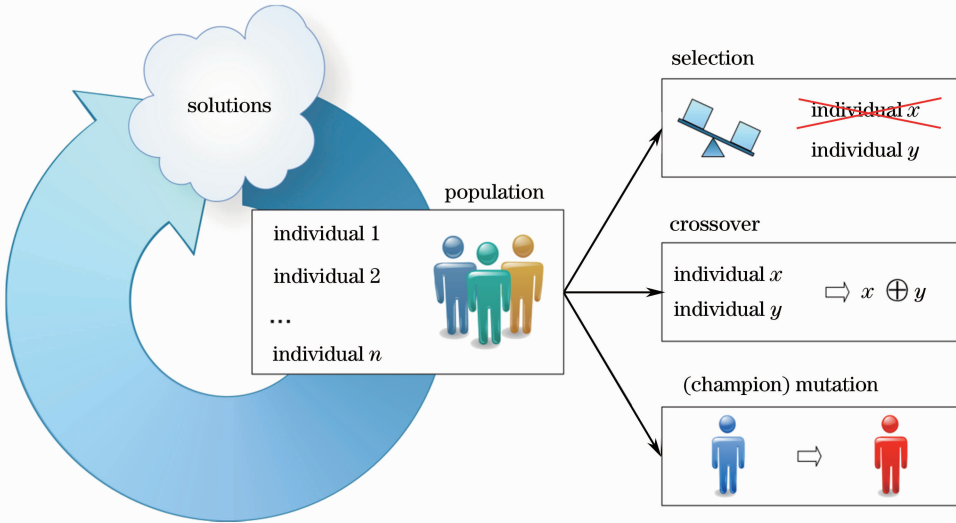 solutions
population
individual 1
individual 2
...
individual n
selection
individual x
individual y
crossover
individual x
individual y
⇨ x ⊕ y
(champion) mutation